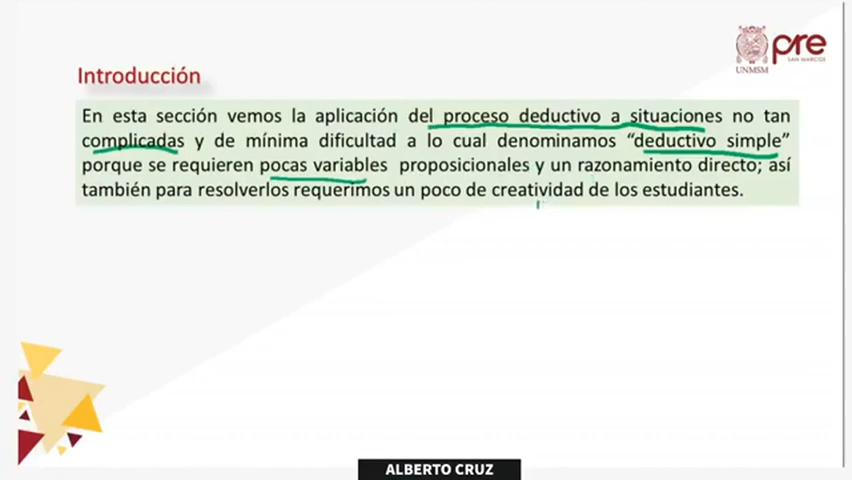 UNMSM
pre
SAN MARCOS
Introducción
En esta sección vemos la aplicación del proceso deductivo a situaciones no tan
complicadas y de mínima dificultad a lo cual denominamos “deductivo simple”
porque se requieren pocas variables proposicionales y un razonamiento directo; así
también para resolverlos requerimos un poco de creatividad de los estudiantes.
ALBERTO CRUZ